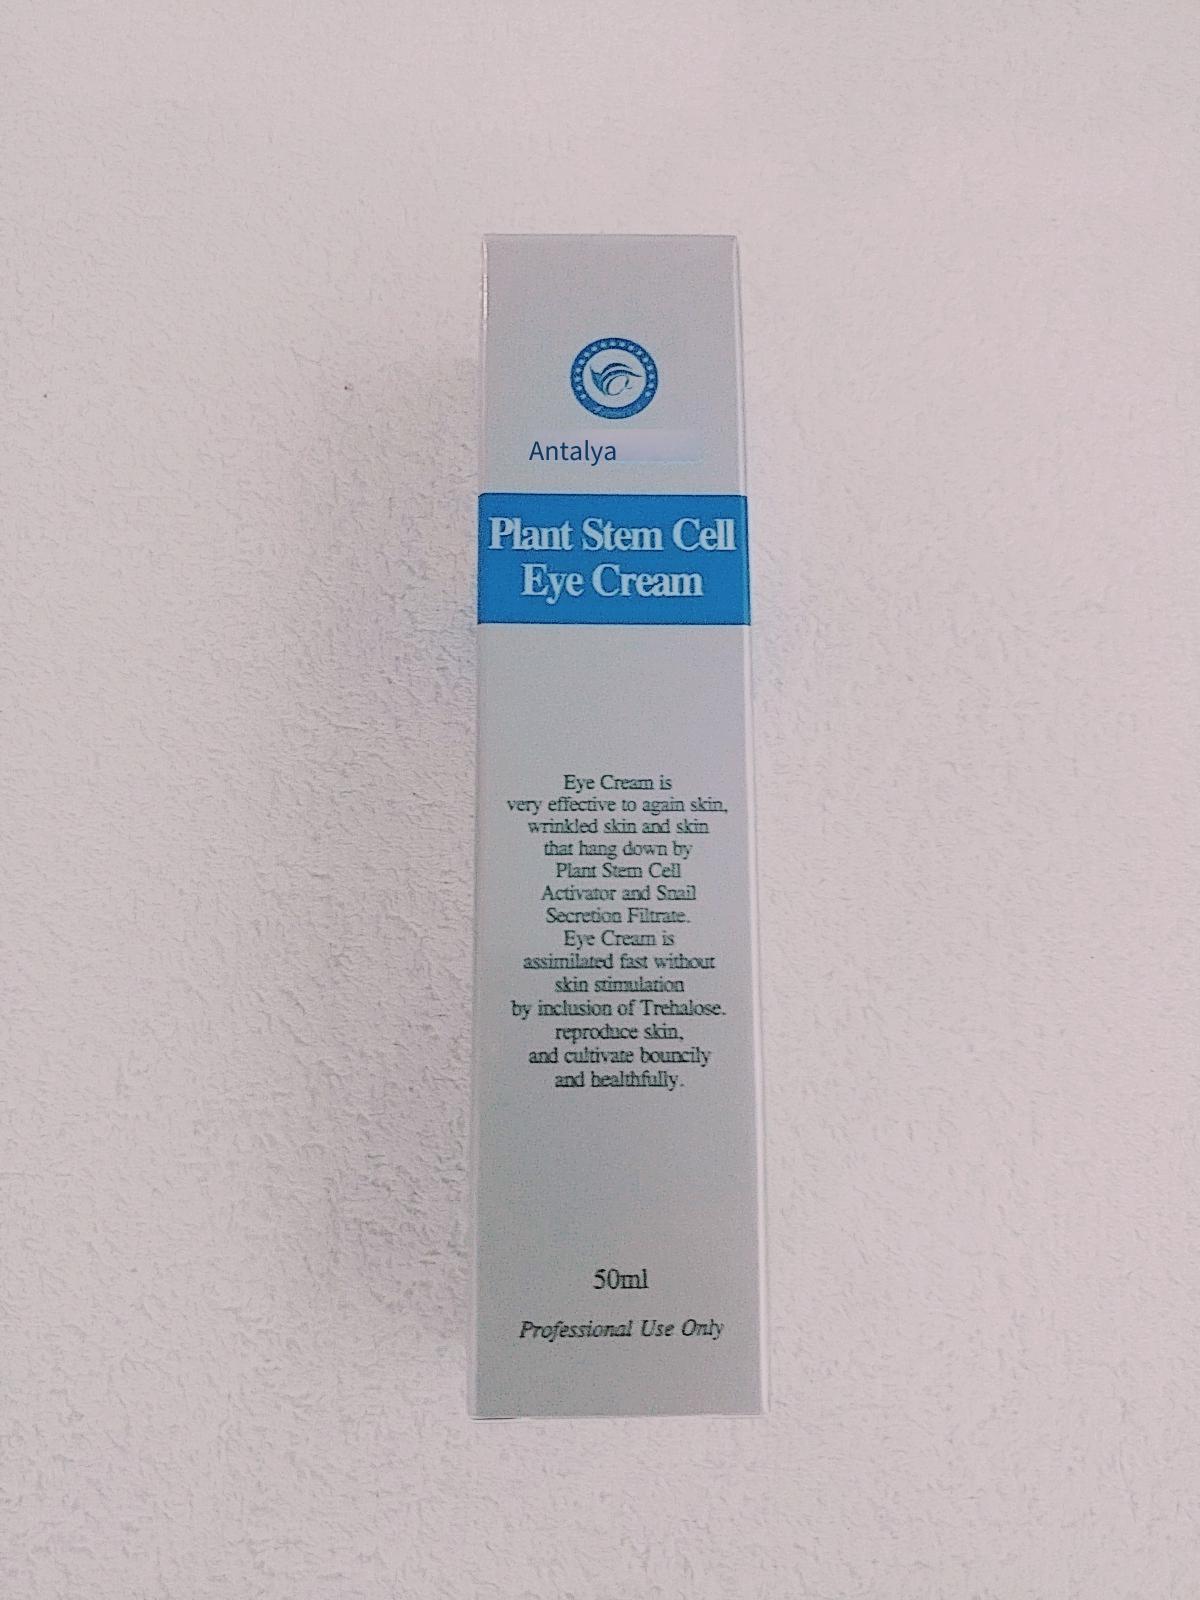 Antalya
Plant Stem Cell
Eye Cream
Eye Cream is
very effective to again skin,
wrinkled skin and skin
that hang down by
Plant Stem Cell
Activator and Snail
Secretion Filtrate.
Eye Cream is
assimilated fast without
skin stimulation
by inclusion of Trehalose.
reproduce skin,
and cultivate bouncily
and healthfully.
50ml
Professional Use Only